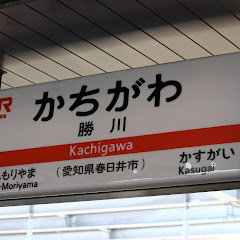 R
かちがわ
勝川
Kachigawa
(愛知県春日井市)
もりやま
-Moriyama
かすがい
Kasugai